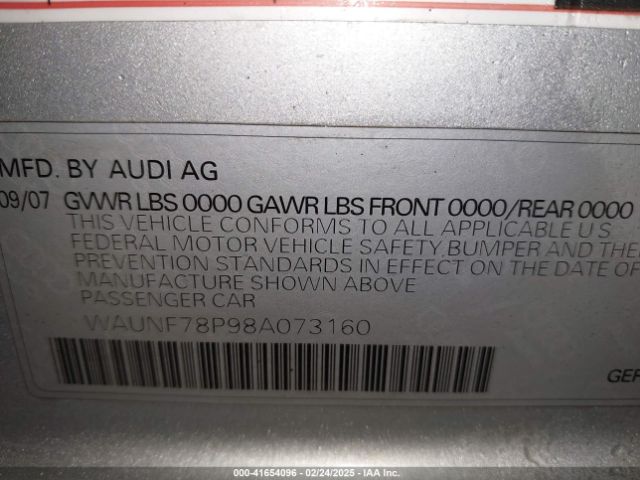 MFD. BY AUDI AG
09/07 GVWR LBS 0000 GAWR LBS FRONT 0000/REAR 0000
THIS VEHICLE CONFORMS TO ALL APPLICABLE U S
FEDERAL MOTOR VEHICLE SAFETY, BUMPER AND THE
PREVENTION STANDARDS IN EFFECT ON THE DATE OF
MANUFACTURE SHOWN ABOVE
PASSENGER CAR
WAUNF78P98A073160
GER
000-41654096 - 02/24/2025 - IAA Inc.